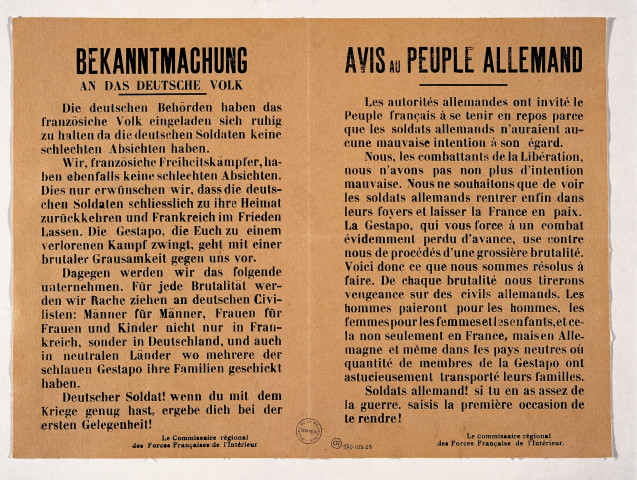 BEKANNTMACHUNG
AN DAS DEUTSCHE VOLK
Die deutschen Behörden haben das
französiche Volk eingeladen sich ruhig
zu halten da die deutschen Soldaten keine
schlechten Absichten haben.
Wir, französiche Freiheitskämpfer, ha-
ben ebenfalls keine schlechten Absichten.
Dies nur erwünschen wir, dass die deuts-
chen Soldaten schliesslich zu ihre Heimat
zurückkehren und Frankreich im Frieden
Lassen. Die Gestapo, die Euch zu einem
verlorenen Kampf zwingt, geht mit einer
brutaler Grausamkeit gegen uns vor.
Dagegen werden wir das folgende
unternehmen. Für jede Brutalität wer-
den wir Rache ziehen an deutschen Civi-
listen: Männer für Männer, Frauen für
Frauen und Kinder nicht nur in Fran-
kreich, sonder in Deutschland, und auch
in neutralen Länder wo mehrere der
schlauen Gestapo ihre Familien geschickt
haben.
Deutscher Soldat! wenn du mit dem
Kriege genug hast, ergebe dich bei der
ersten Gelegenheit!
Le Commissaire régional
des Forces Françaises de l'Intérieur
AVIS AU PEUPLE ALLEMAND
Les autorités allemandes ont invité le
Peuple français à se tenir en repos parce
que les soldats allemands n'auraient au-
cune mauvaise intention à son égard.
Nous, les combattants de la Libération,
nous n'avons pas non plus d'intention
mauvaise. Nous ne souhaitons que de voir
les soldats allemands rentrer enfin dans
leurs foyers et laisser la France en paix.
La Gestapo, qui vous force à un combat
évidemment perdu d'avance, use contre
nous de procédés d'une grossière brutalité.
Voici donc ce que nous sommes résolus à
faire. De chaque brutalité nous tirerons
vengeance sur des civils allemands. Les
hommes paieront pour les hommes, les
femmes pour les femmes et les enfants, et ce-
la non seulement en France, mais en Alle-
magne et même dans les pays neutres où
quantité de membres de la Gestapo ont
astucieusement transporté leurs familles.
Soldats allemand! si tu en as assez de
la guerre, saisis la première occasion de
te rendre!
Le Commissaire régional
des Forces Française de l'Intérieur.